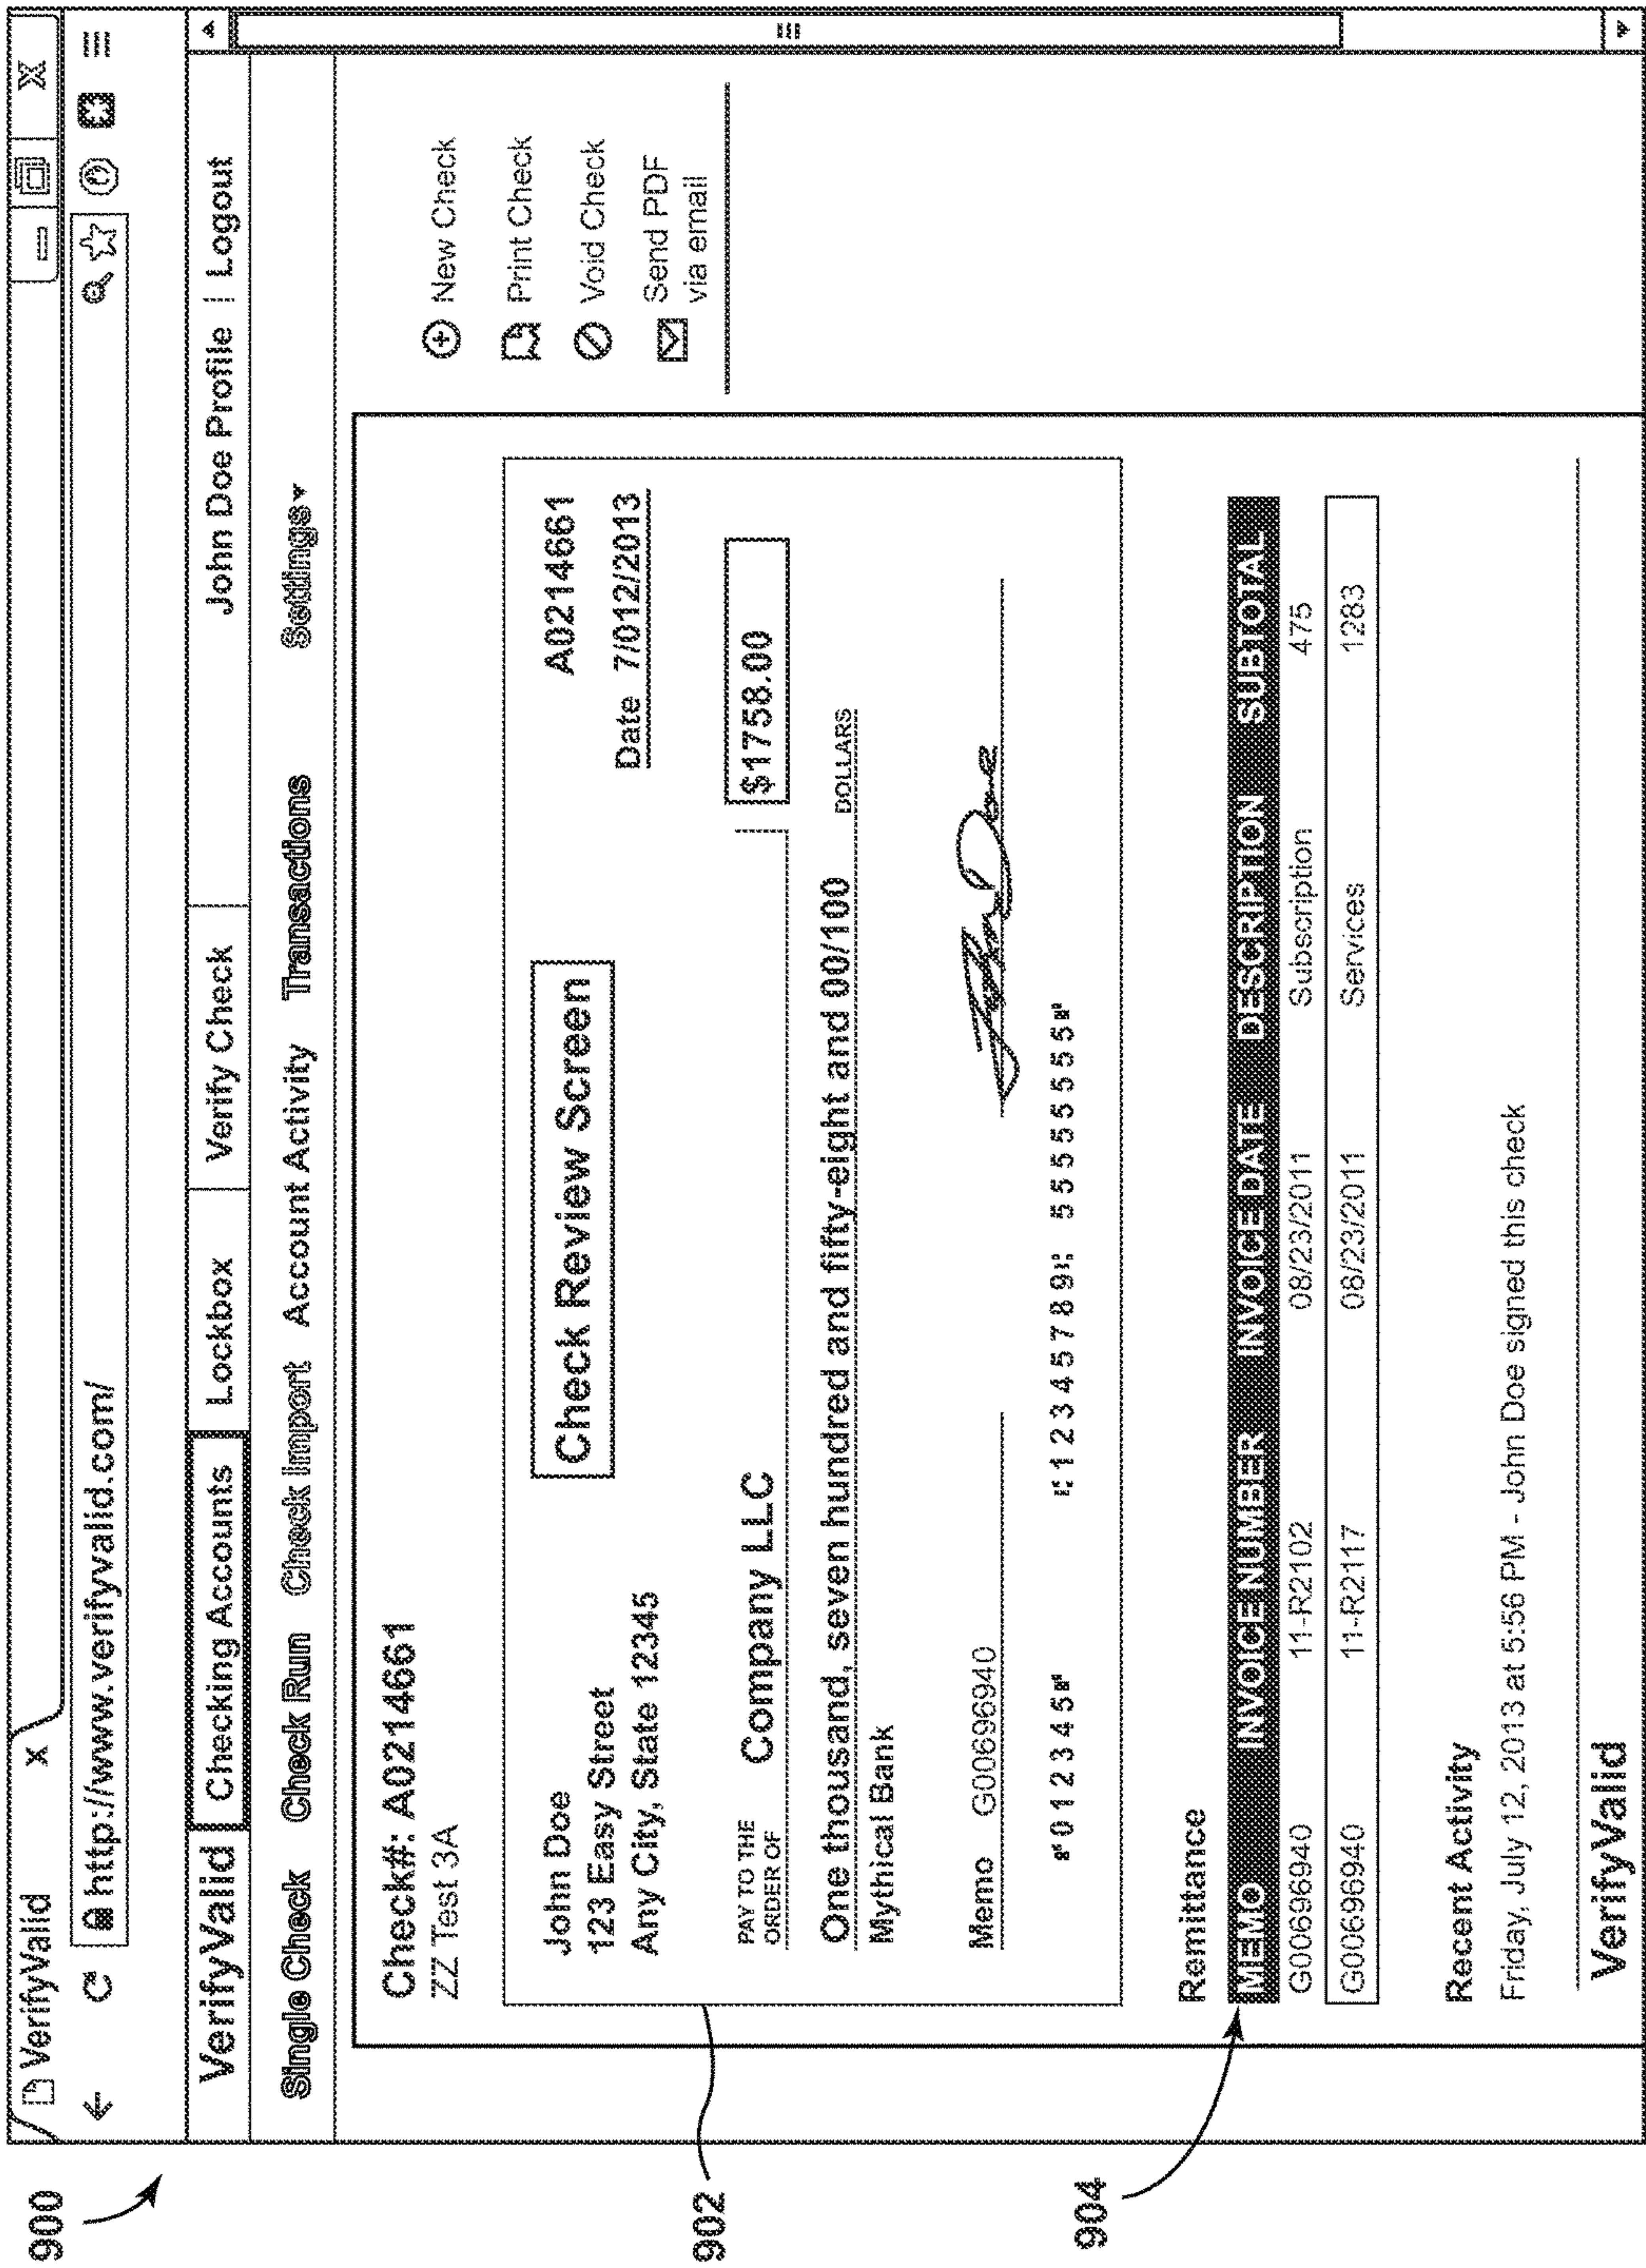 900
VerifyValid x
X
http://www.verifyvalid.com/
VerifyValid Checking Accounts Lockbox Verify Check John Doe Profile | Logout
Single Check Check Run Check Import Account Activity Transactions Settings
Check#: A0214661
ZZ Test 3A
New Check
Print Check
Void Check
Send PDF
via email
902
Check Review Screen
A0214661
John Doe
123 Easy Street
Any City, State 12345
Date 7/012/2013
PAY TO THE
ORDER OF
Company LLC
$1758.00
One thousand, seven hundred and fifty-eight and 00/100 DOLLARS
Mythical Bank
Memo G00696940
John Doe
⑈012345⑈ ⑆12345789⑆ 55555555⑈
Remittance
904
MEMO INVOICE NUMBER INVOICE DATE DESCRIPTION SUBTOTAL
G00696940 11-R2102 08/23/2011 Subscription 475
G00696940 11-R2117 08/23/2011 Services 1283
Recent Activity
Friday, July 12, 2013 at 5:56 PM - John Doe signed this check
VerifyValid